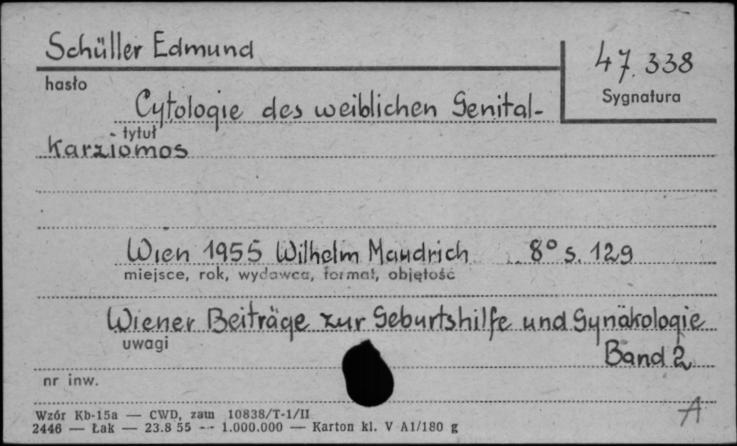 Schüller Edmund
47.338
hasło
Sygnatura
Cytologie des weiblichen Genital-
tytuł
Karziomos
Wien 1955 Wilhelm Maudrich 8° s. 129
miejsce, rok, wydawca, format, objętość
Wiener Beiträge zur Geburtshilfe und Gynäkologie
uwagi
Band 2
nr inw.
A
Wzór Kb-15a — CWD, zam 10838/T-1/II
2446 — Łak — 23.8 55 -- 1.000.000 — Karton kl. V A1/180 g